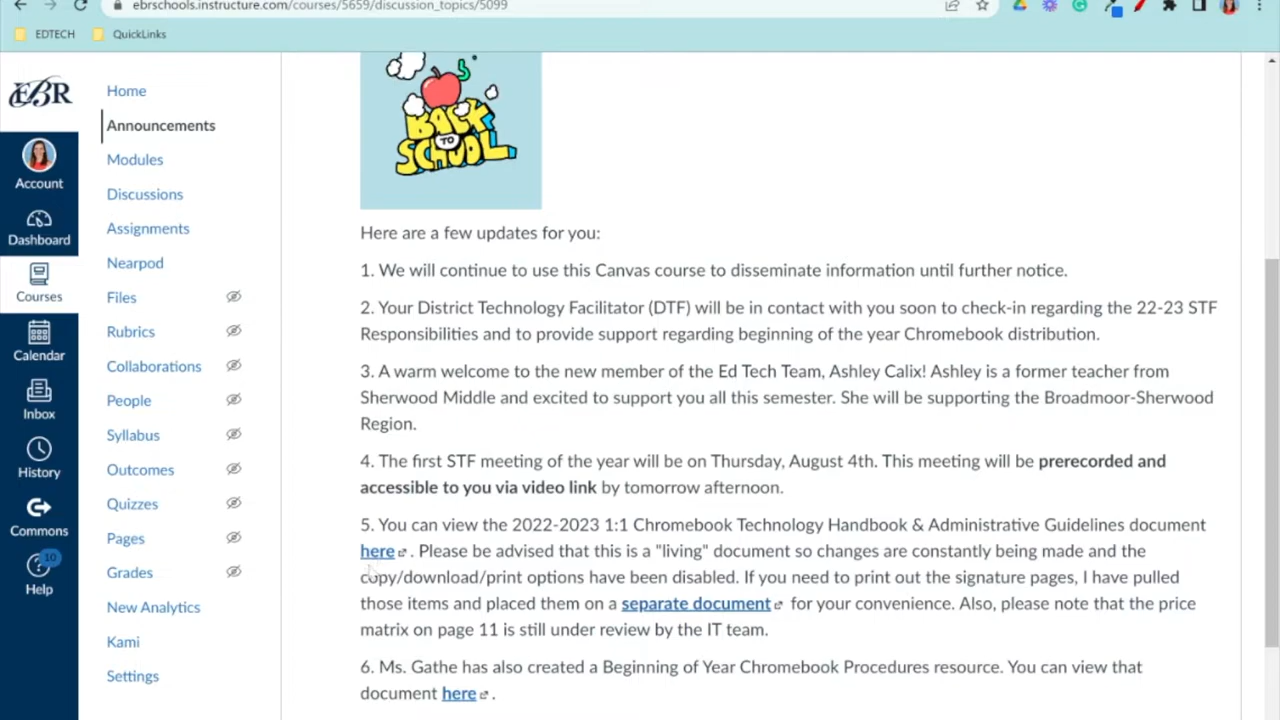 ebrschools.instructure.com/courses/5659/discussion_topics/5099
EDTECH
QuickLinks
EBR
Account
Dashboard
Courses
Calendar
Inbox
History
Commons
10
Help
Home
Announcements
Modules
Discussions
Assignments
Nearpod
Files
Rubrics
Collaborations
People
Syllabus
Outcomes
Quizzes
Pages
Grades
New Analytics
Kami
Settings
BACK
TO
SCHOOL
Here are a few updates for you:
1. We will continue to use this Canvas course to disseminate information until further notice.
2. Your District Technology Facilitator (DTF) will be in contact with you soon to check-in regarding the 22-23 STF
Responsibilities and to provide support regarding beginning of the year Chromebook distribution.
3. A warm welcome to the new member of the Ed Tech Team, Ashley Calix! Ashley is a former teacher from
Sherwood Middle and excited to support you all this semester. She will be supporting the Broadmoor-Sherwood
Region.
4. The first STF meeting of the year will be on Thursday, August 4th. This meeting will be prerecorded and
accessible to you via video link by tomorrow afternoon.
5. You can view the 2022-2023 1:1 Chromebook Technology Handbook & Administrative Guidelines document
here . Please be advised that this is a "living" document so changes are constantly being made and the
copy/download/print options have been disabled. If you need to print out the signature pages, I have pulled
those items and placed them on a separate document for your convenience. Also, please note that the price
matrix on page 11 is still under review by the IT team.
6. Ms. Gathe has also created a Beginning of Year Chromebook Procedures resource. You can view that
document here .